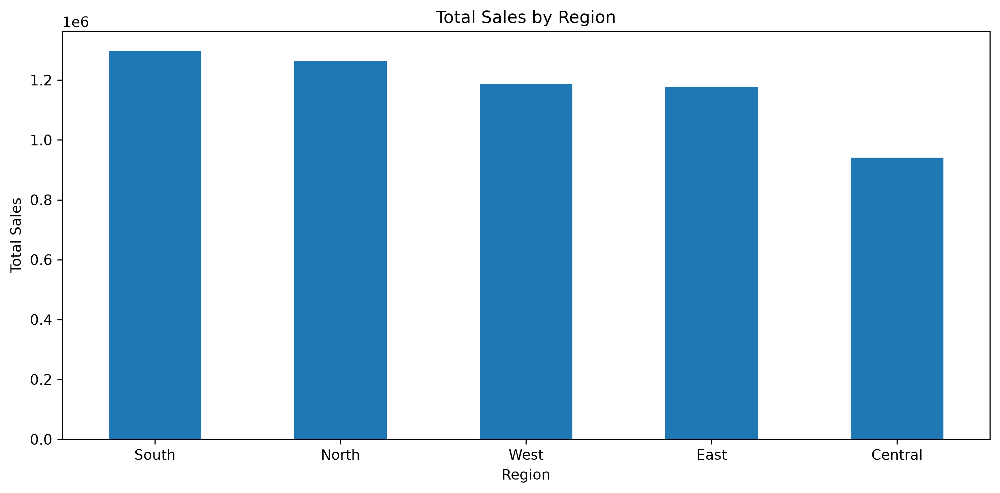 Total Sales by Region
1e6
1.2
1.0
0.8
0.6
0.4
0.2
0.0
Total Sales
South North West East Central
Region